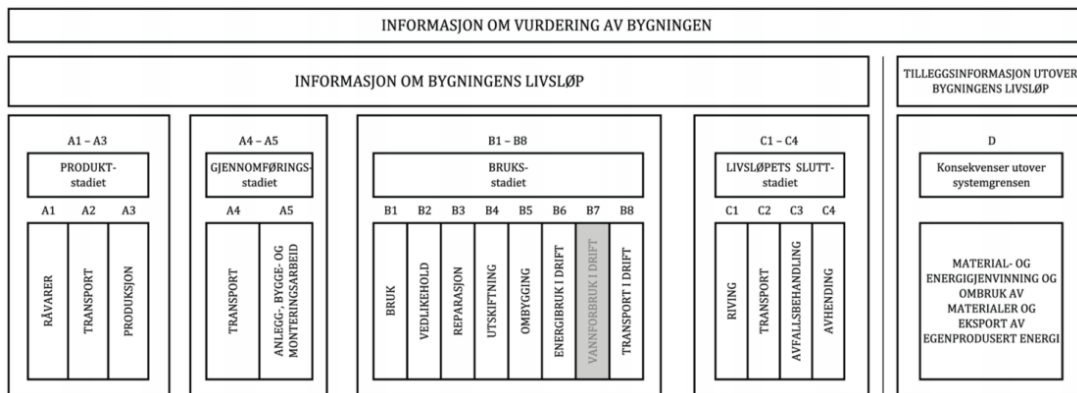 INFORMASJON OM VURDERING AV BYGNINGEN
INFORMASJON OM BYGNINGENS LIVSLØP
TILLEGGSINFORMASJON UTOVER
BYGNINGENS LIVSLØP
A1 – A3
PRODUKT-
stadiet
A1 A2 A3
RÅVARER
TRANSPORT
PRODUKSJON
A4 – A5
GJENNOMFØRINGS-
stadiet
A4 A5
TRANSPORT
ANLEGG-, BYGGE- OG
MONTERINGSARBEID
B1 – B8
BRUKS-
stadiet
B1 B2 B3 B4 B5 B6 B7 B8
BRUK
VEDLIKEHOLD
REPARASJON
UTSKIFTNING
OMBYGGING
ENERGIBRUK I DRIFT
VANNFORBRUK I DRIFT
TRANSPORT I DRIFT
C1 – C4
LIVSLØPETS SLUTT-
stadiet
C1 C2 C3 C4
RIVING
TRANSPORT
AVFALLSBEHANDLING
AVHENDING
D
Konsekvenser utover
systemgrensen
MATERIAL- OG
ENERGIGJENVINNING OG
OMBRUK AV
MATERIALER OG
EKSPORT AV
EGENPRODUSERT ENERGI